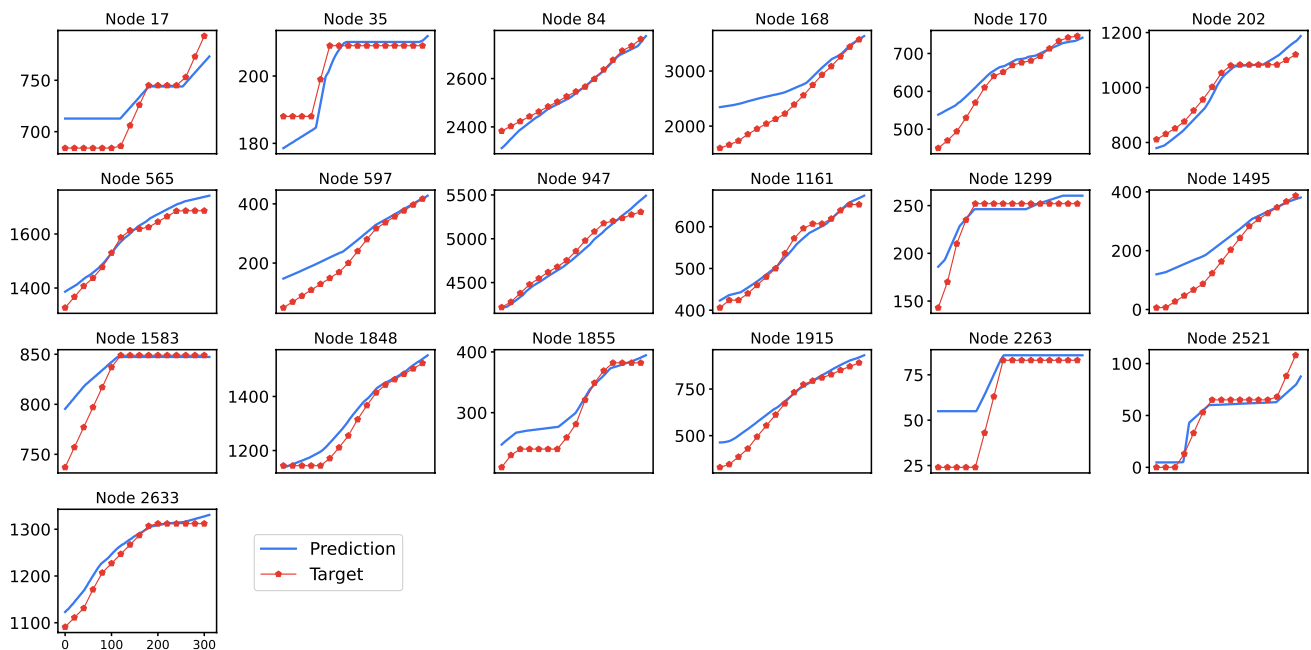 Node 17
750
700
Node 35
200
180
Node 84
2600
2400
Node 168
3000
2000
Node 170
700
600
500
Node 202
1200
1000
800
Node 565
1600
1400
Node 597
400
200
Node 947
5500
5000
4500
Node 1161
600
500
400
Node 1299
250
200
150
Node 1495
400
200
0
Node 1583
850
800
750
Node 1848
1400
1200
Node 1855
400
300
Node 1915
750
500
Node 2263
75
50
25
Node 2521
100
50
0
Node 2633
1300
1200
1100
0 100 200 300
Prediction
Target